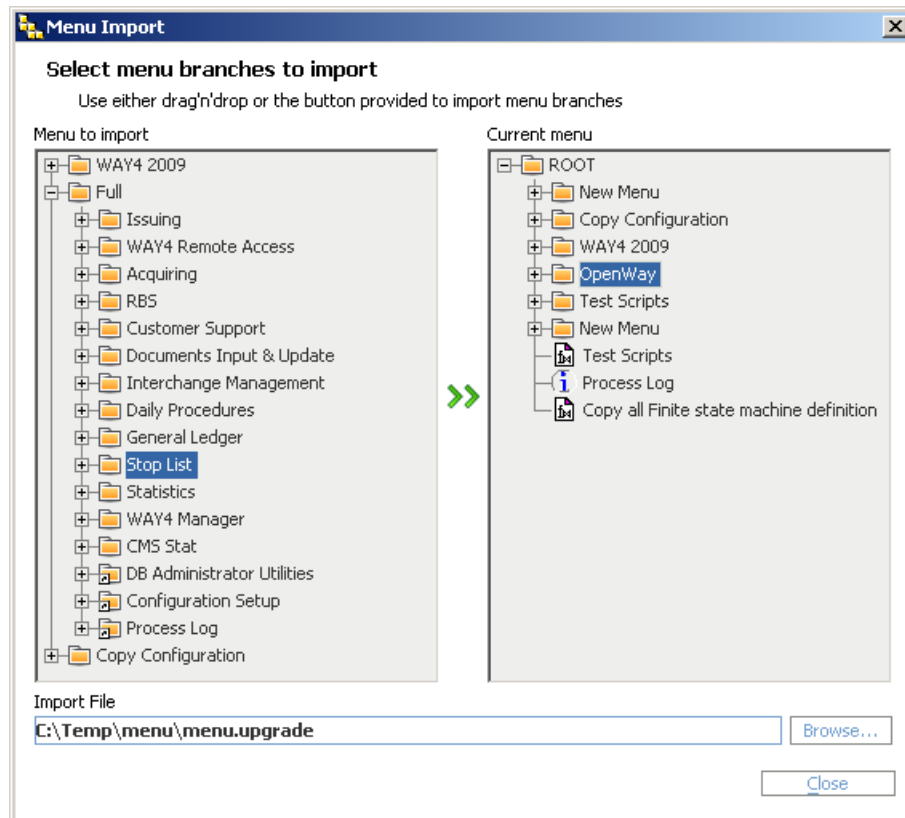 Menu Import
Select menu branches to import
Use either drag'n'drop or the button provided to import menu branches
Menu to import
WAY4 2009
Full
Issuing
WAY4 Remote Access
Acquiring
RBS
Customer Support
Documents Input & Update
Interchange Management
Daily Procedures
General Ledger
Stop List
Statistics
WAY4 Manager
CMS Stat
DB Administrator Utilities
Configuration Setup
Process Log
Copy Configuration
Current menu
ROOT
New Menu
Copy Configuration
WAY4 2009
OpenWay
Test Scripts
New Menu
Test Scripts
Process Log
Copy all Finite state machine definition
Import File
C:\Temp\menu\menu.upgrade
Browse...
Close